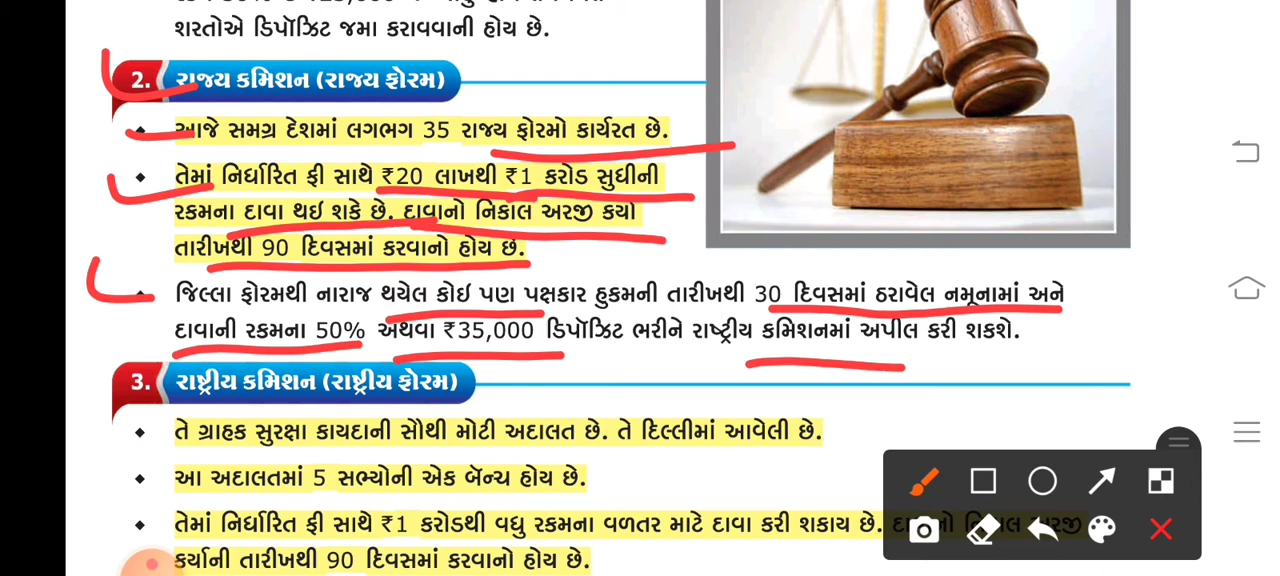 શરતોએ ડિપૉઝિટ જમા કરાવવાની હોય છે.
2. રાજ્ય કમિશન (રાજ્ય ફોરમ)
આજે સમગ્ર દેશમાં લગભગ 35 રાજ્ય ફોરમો કાર્યરત છે.
તેમાં નિર્ધારિત ફી સાથે ₹20 લાખથી ₹1 કરોડ સુધીની
રકમના દાવા થઈ શકે છે. દાવાનો નિકાલ અરજી કર્યા
તારીખથી 90 દિવસમાં કરવાનો હોય છે.
જિલ્લા ફોરમથી નારાજ થયેલ કોઈ પણ પક્ષકાર હુકમની તારીખથી 30 દિવસમાં ઠરાવેલ નમૂનામાં અને
દાવાની રકમના 50% અથવા ₹35,000 ડિપૉઝિટ ભરીને રાષ્ટ્રીય કમિશનમાં અપીલ કરી શકશે.
3. રાષ્ટ્રીય કમિશન (રાષ્ટ્રીય ફોરમ)
તે ગ્રાહક સુરક્ષા કાયદાની સૌથી મોટી અદાલત છે. તે દિલ્લીમાં આવેલી છે.
આ અદાલતમાં 5 સભ્યોની એક બૅન્ચ હોય છે.
તેમાં નિર્ધારિત ફી સાથે ₹1 કરોડથી વધુ રકમના વળતર માટે દાવા કરી શકાય છે.
કર્યાની તારીખથી 90 દિવસમાં કરવાનો હોય છે.